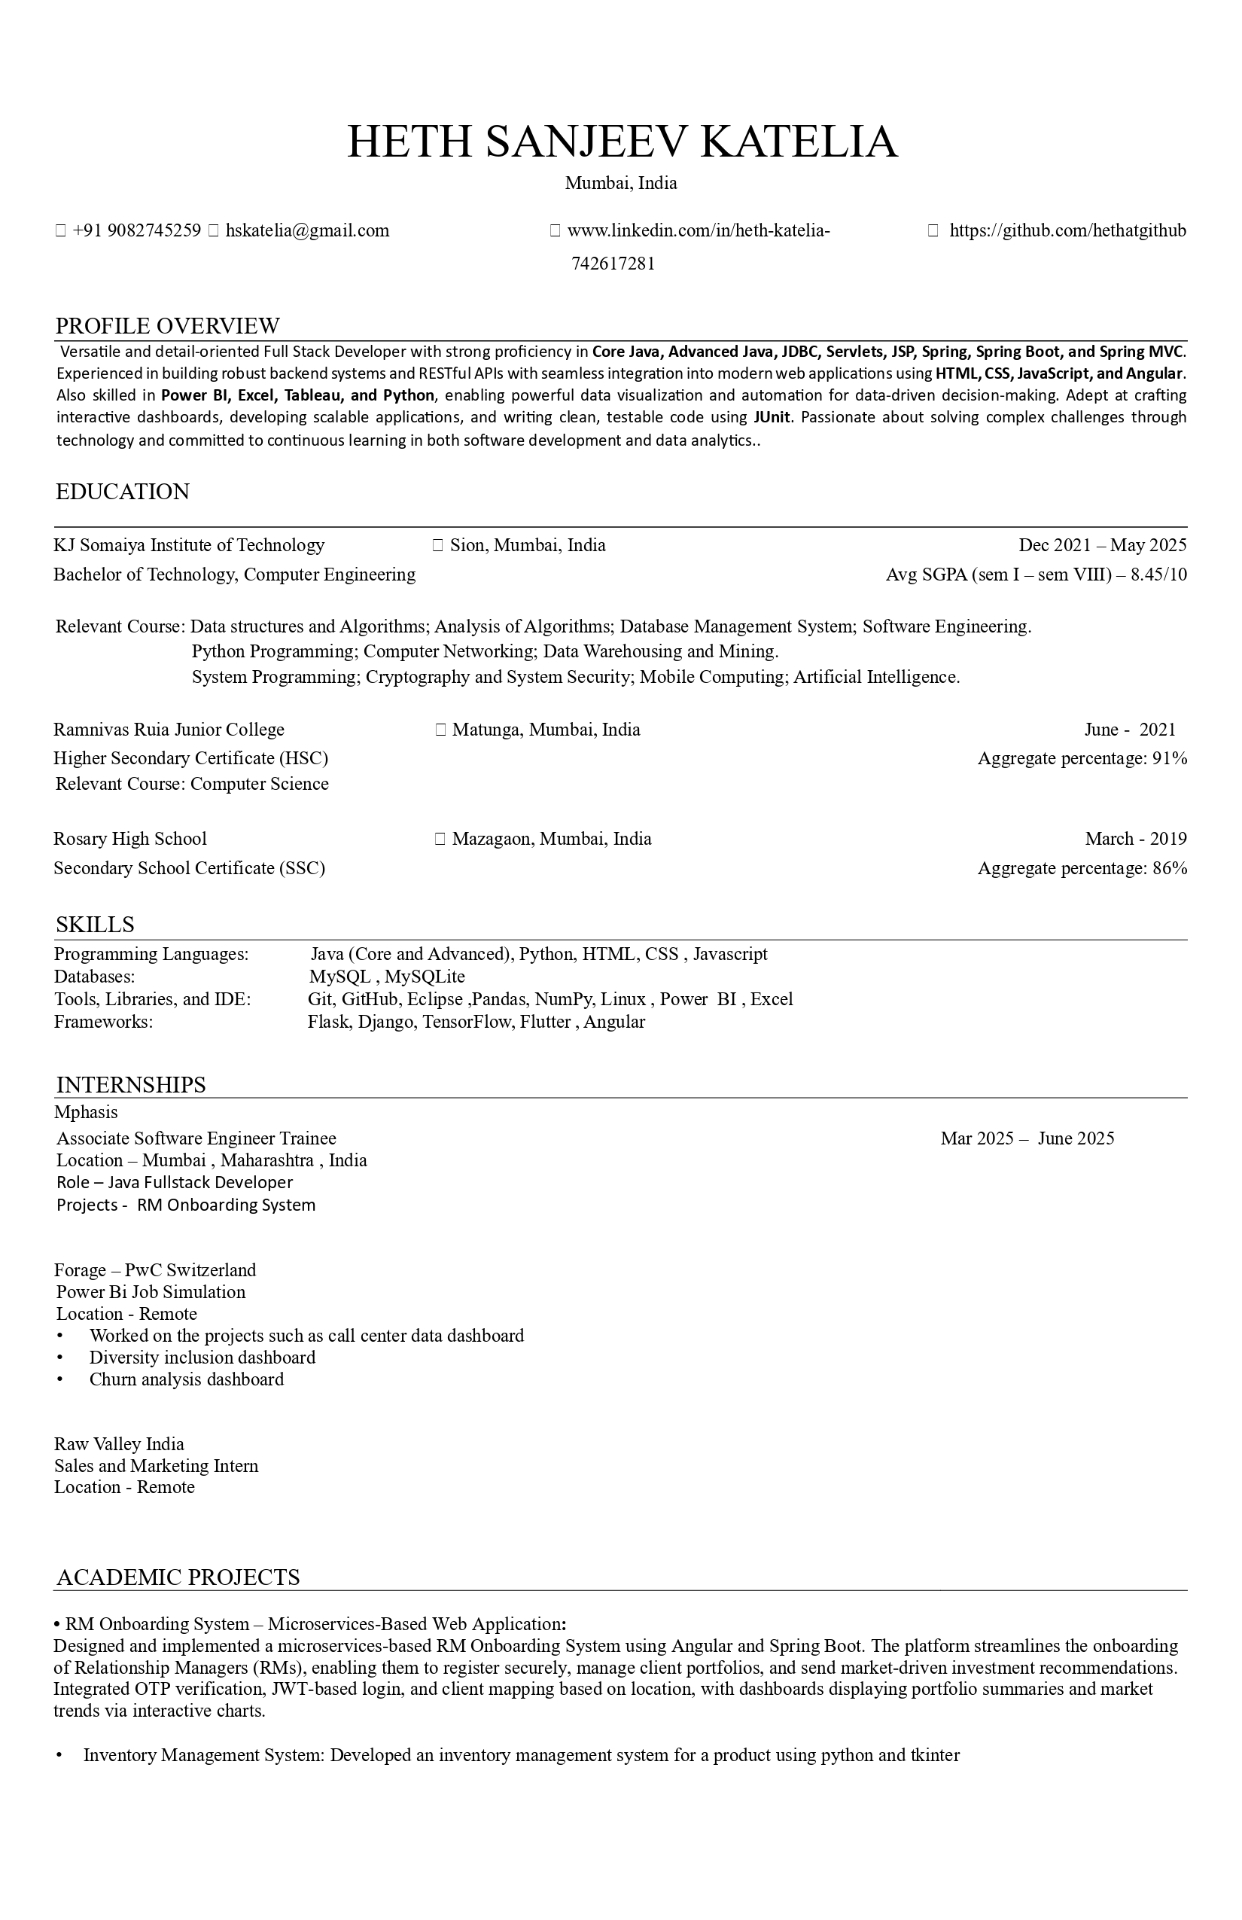 HETH SANJEEV KATELIA
Mumbai, India
+91 9082745259 hskatelia@gmail.com www.linkedin.com/in/heth-katelia- https://github.com/hethatgithub
742617281
PROFILE OVERVIEW
Versatile and detail-oriented Full Stack Developer with strong proficiency in Core Java, Advanced Java, JDBC, Servlets, JSP, Spring, Spring Boot, and Spring MVC.
Experienced in building robust backend systems and RESTful APIs with seamless integration into modern web applications using HTML, CSS, JavaScript, and Angular.
Also skilled in Power BI, Excel, Tableau, and Python, enabling powerful data visualization and automation for data-driven decision-making. Adept at crafting
interactive dashboards, developing scalable applications, and writing clean, testable code using JUnit. Passionate about solving complex challenges through
technology and committed to continuous learning in both software development and data analytics..
EDUCATION
KJ Somaiya Institute of Technology Sion, Mumbai, India Dec 2021 – May 2025
Bachelor of Technology, Computer Engineering Avg SGPA (sem I – sem VIII) – 8.45/10
Relevant Course: Data structures and Algorithms; Analysis of Algorithms; Database Management System; Software Engineering.
Python Programming; Computer Networking; Data Warehousing and Mining.
System Programming; Cryptography and System Security; Mobile Computing; Artificial Intelligence.
Ramnivas Ruia Junior College Matunga, Mumbai, India June - 2021
Higher Secondary Certificate (HSC) Aggregate percentage: 91%
Relevant Course: Computer Science
Rosary High School Mazagaon, Mumbai, India March - 2019
Secondary School Certificate (SSC) Aggregate percentage: 86%
SKILLS
Programming Languages: Java (Core and Advanced), Python, HTML, CSS , Javascript
Databases: MySQL , MySQLite
Tools, Libraries, and IDE: Git, GitHub, Eclipse ,Pandas, NumPy, Linux , Power BI , Excel
Frameworks: Flask, Django, TensorFlow, Flutter , Angular
INTERNSHIPS
Mphasis
Associate Software Engineer Trainee Mar 2025 – June 2025
Location – Mumbai , Maharashtra , India
Role – Java Fullstack Developer
Projects - RM Onboarding System
Forage – PwC Switzerland
Power Bi Job Simulation
Location - Remote
• Worked on the projects such as call center data dashboard
• Diversity inclusion dashboard
• Churn analysis dashboard
Raw Valley India
Sales and Marketing Intern
Location - Remote
ACADEMIC PROJECTS
• RM Onboarding System – Microservices-Based Web Application:
Designed and implemented a microservices-based RM Onboarding System using Angular and Spring Boot. The platform streamlines the onboarding
of Relationship Managers (RMs), enabling them to register securely, manage client portfolios, and send market-driven investment recommendations.
Integrated OTP verification, JWT-based login, and client mapping based on location, with dashboards displaying portfolio summaries and market
trends via interactive charts.
• Inventory Management System: Developed an inventory management system for a product using python and tkinter